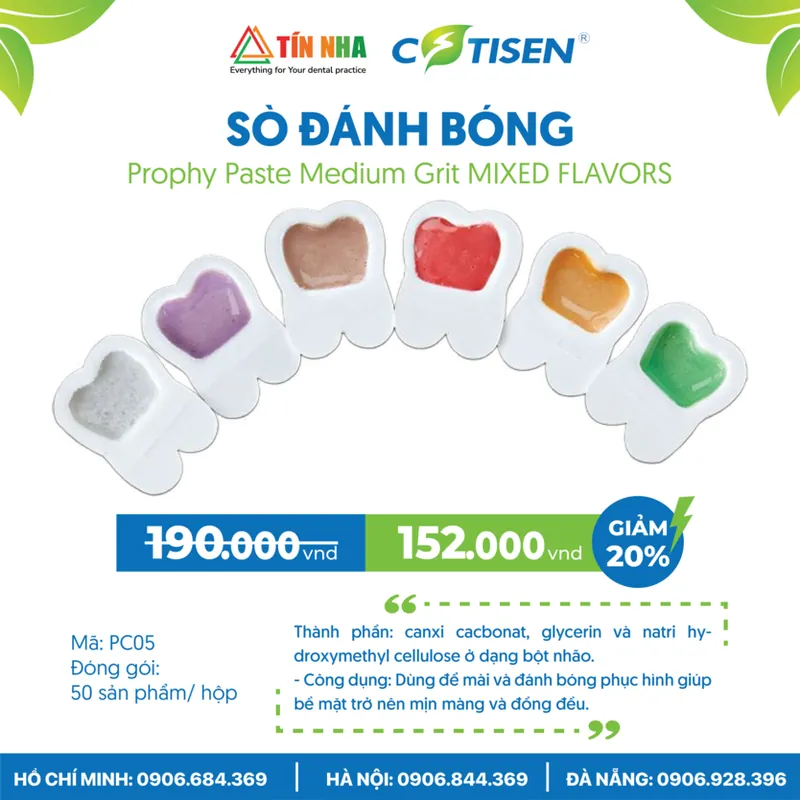 TÍN NHA
Everything for Your dental practice
COTISEN®
SÒ ĐÁNH BÓNG
Prophy Paste Medium Grit MIXED FLAVORS
190.000 vnd
152.000 vnd
GIẢM
20%
Mã: PC05
Đóng gói:
50 sản phẩm/ hộp
Thành phần: canxi cacbonat, glycerin và natri hy-
droxymethyl cellulose ở dạng bột nhão.
- Công dụng: Dùng để mài và đánh bóng phục hình giúp
bề mặt trở nên mịn màng và đồng đều.
HỒ CHÍ MINH: 0906.684.369 | HÀ NỘI: 0906.844.369 | ĐÀ NẴNG: 0906.928.396